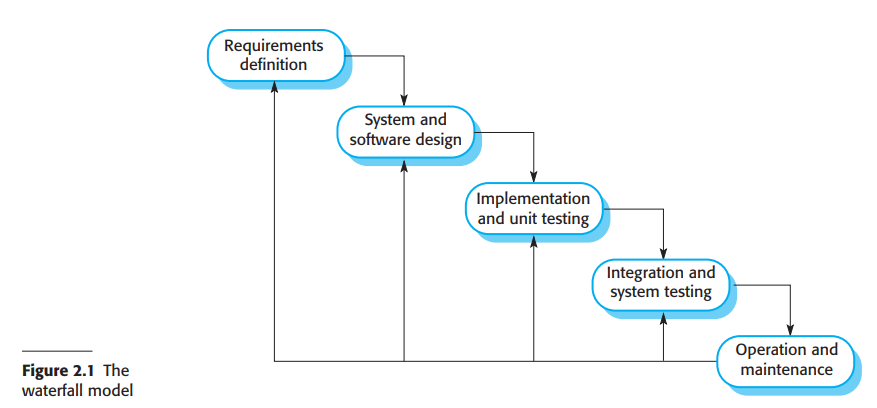 Requirements
definition
System and
software design
Implementation
and unit testing
Integration and
system testing
Operation and
maintenance
Figure 2.1 The
waterfall model